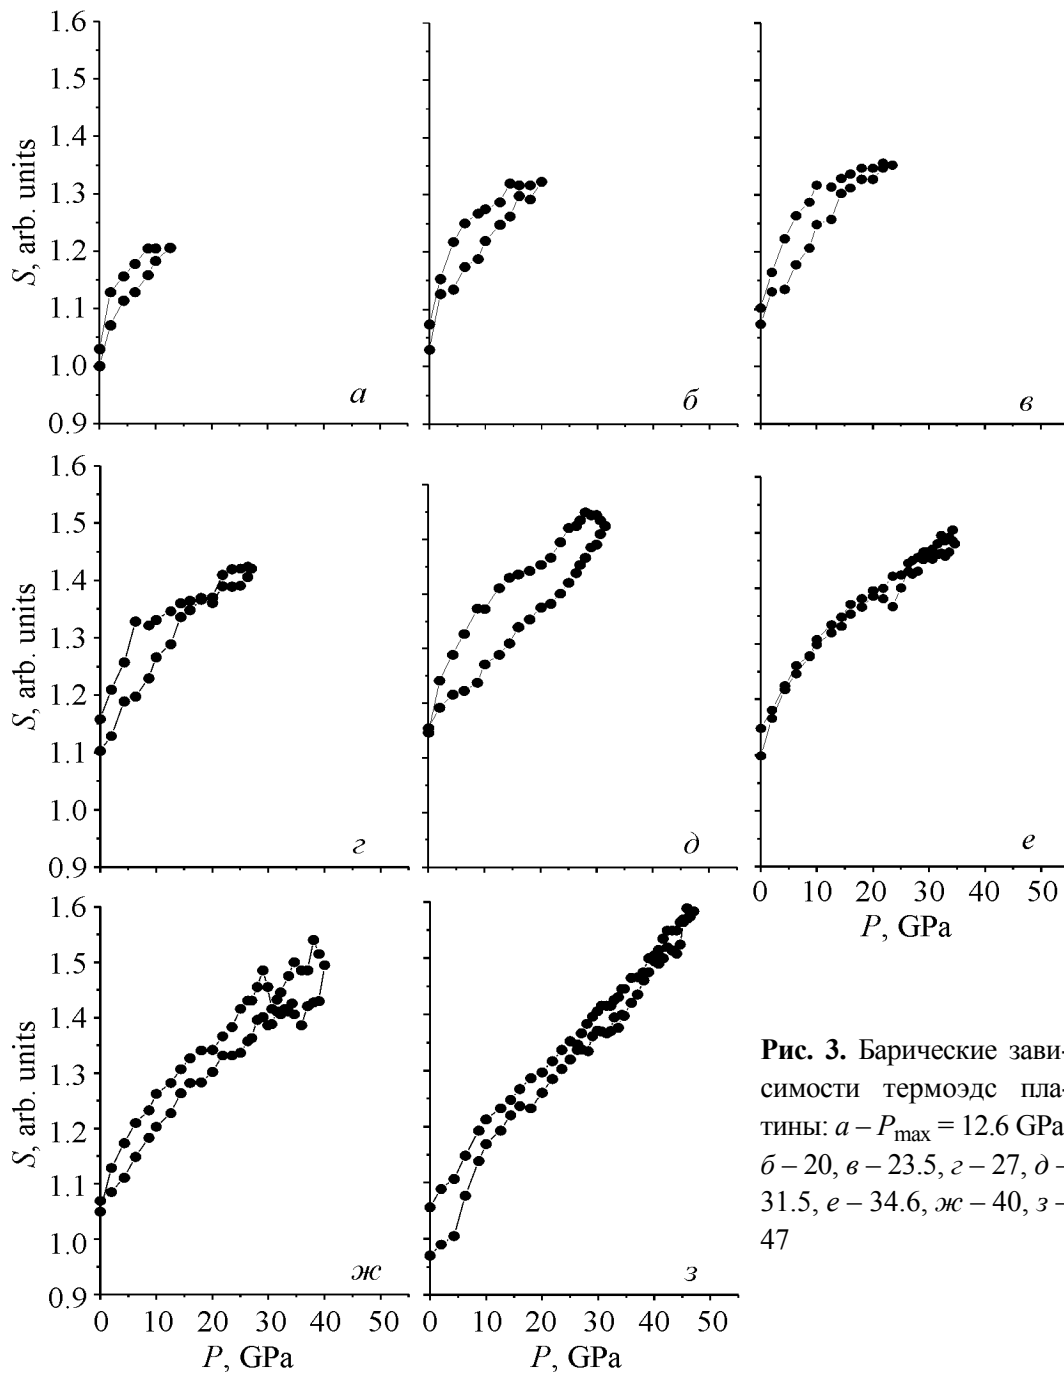 1.6
1.5
1.4
1.3
1.2
1.1
1.0
0.9
S, arb. units
а
б
в
1.6
1.5
1.4
1.3
1.2
1.1
1.0
0.9
S, arb. units
г
д
е
0 10 20 30 40 50
P, GPa
1.6
1.5
1.4
1.3
1.2
1.1
1.0
0.9
S, arb. units
ж
з
0 10 20 30 40 50
P, GPa
0 10 20 30 40 50
P, GPa
Рис. 3. Барические зави-
симости термоэдс пла-
тины: а – Pmax = 12.6 GPa
б – 20, в – 23.5, г – 27, д –
31.5, е – 34.6, ж – 40, з –
47